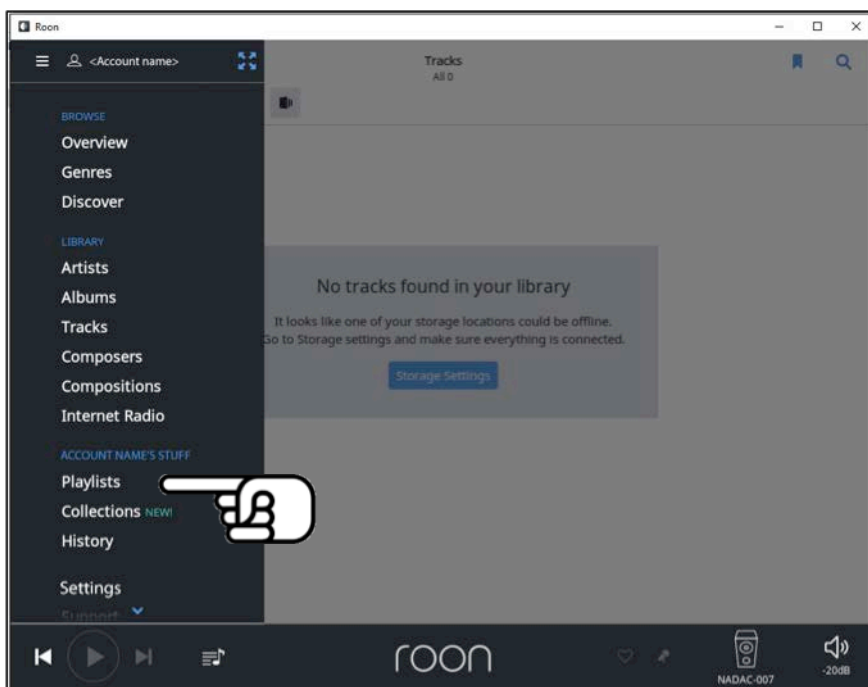 Roon
<Account name>
Tracks
All 0
BROWSE
Overview
Genres
Discover
LIBRARY
Artists
Albums
Tracks
Composers
Compositions
Internet Radio
ACCOUNT NAME'S STUFF
Playlists
Collections NEW!
History
Settings
Support
No tracks found in your library
It looks like one of your storage locations could be offline.
Go to Storage settings and make sure everything is connected.
Storage Settings
roon
NADAC-007
-20dB